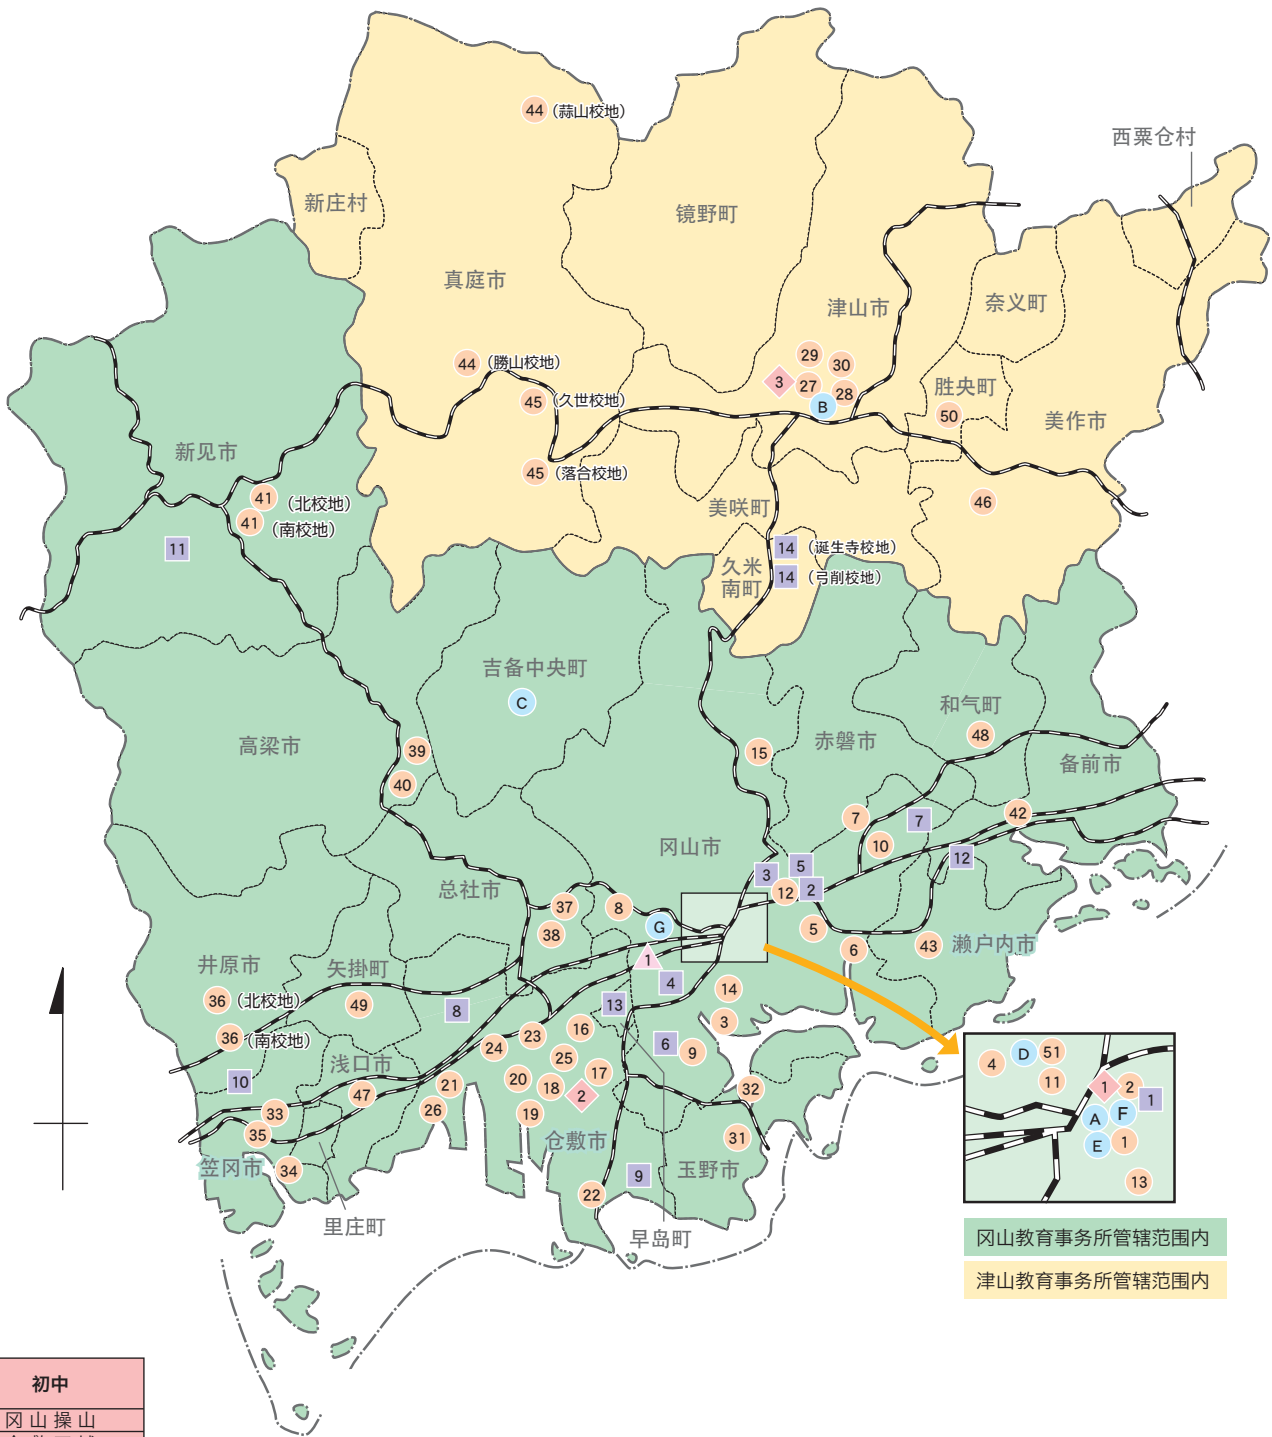 44 (蒜山校地)
西粟仓村
新庄村
镜野町
真庭市
津山市
奈义町
29
30
44 (勝山校地)
3
27
28
B
胜央町
50
45 (久世校地)
美作市
新见市
45 (落合校地)
41 (北校地)
41 (南校地)
46
美咲町
11
14 (诞生寺校地)
久米
南町
14 (弓削校地)
吉备中央町
C
和气町
48
高梁市
39
15
赤磐市
备前市
40
7
7
42
10
冈山市
12
5
3
12
2
总社市
37
8
G
5
38
6
43
濑户内市
井原市
矢掛町
1
4
36 (北校地)
49
8
13
14
3
36 (南校地)
23
16
6
9
24
25
浅口市
10
47
21
20
18
17
2
32
26
19
33
35
仓敷市
31
笠冈市
34
9
玉野市
22
里庄町
早岛町
4
D
51
11
1
2
1
A
F
E
1
13
冈山教育事务所管辖范围内
津山教育事务所管辖范围内
初中
冈山操山